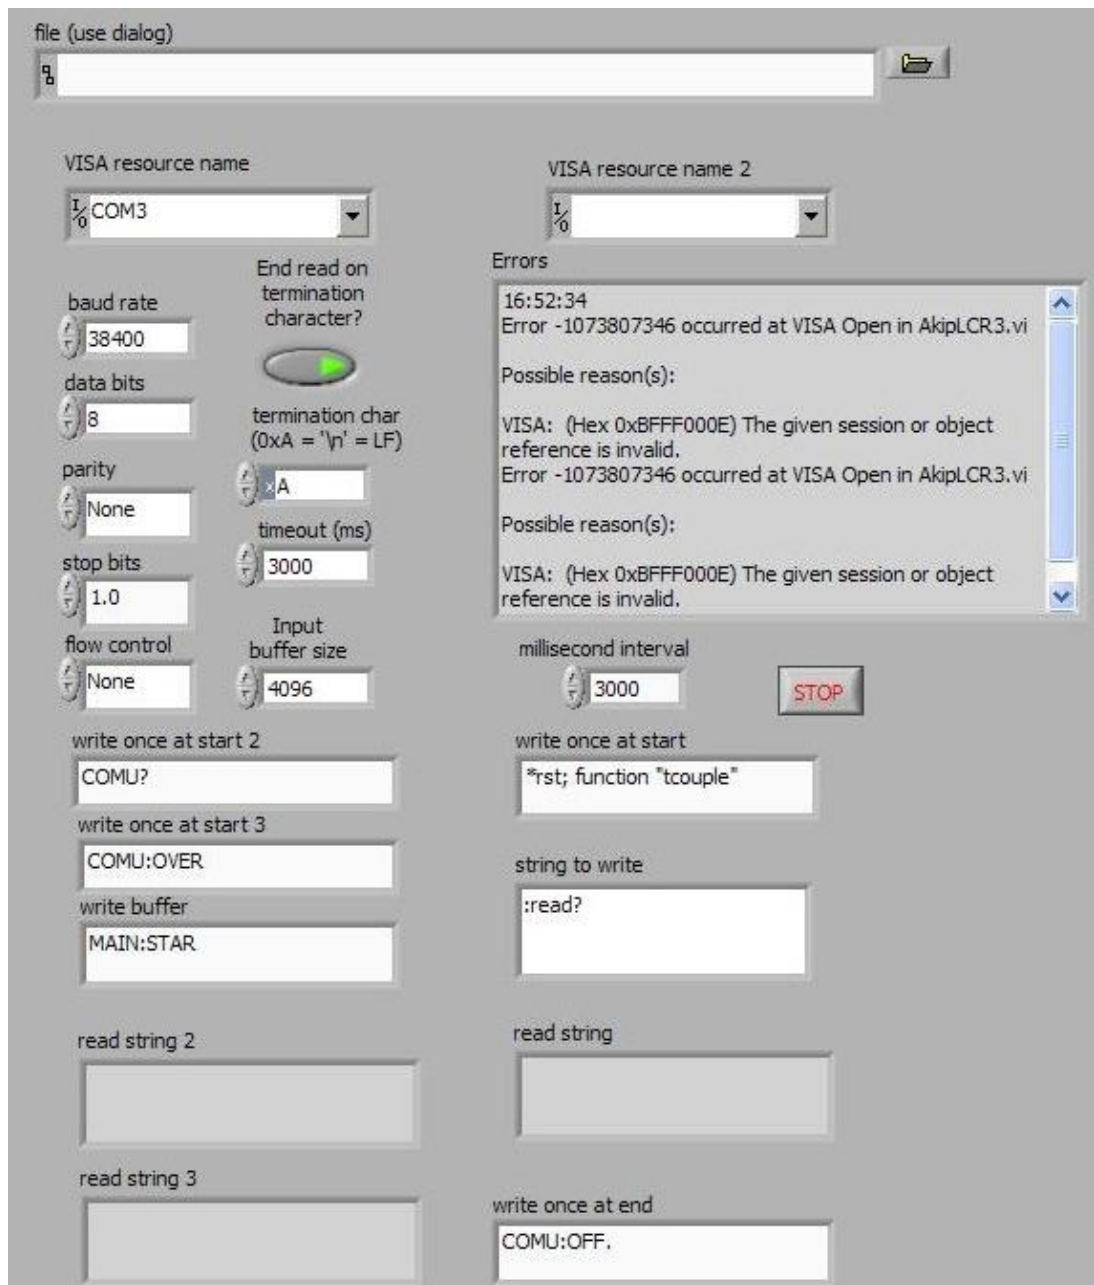 file (use dialog)
VISA resource name
COM3
VISA resource name 2
baud rate
38400
data bits
8
parity
None
stop bits
1.0
flow control
None
End read on
termination
character?
termination char
(0xA = '\n' = LF)
xA
timeout (ms)
3000
Input
buffer size
4096
Errors
16:52:34
Error -1073807346 occurred at VISA Open in AkipLCR3.vi
Possible reason(s):
VISA:  (Hex 0xBFFF000E) The given session or object
reference is invalid.
Error -1073807346 occurred at VISA Open in AkipLCR3.vi
Possible reason(s):
VISA:  (Hex 0xBFFF000E) The given session or object
reference is invalid.
millisecond interval
3000
STOP
write once at start 2
COMU?
write once at start 3
COMU:OVER
write buffer
MAIN:STAR
write once at start
*rst; function "tcouple"
string to write
:read?
read string 2
read string
read string 3
write once at end
COMU:OFF.